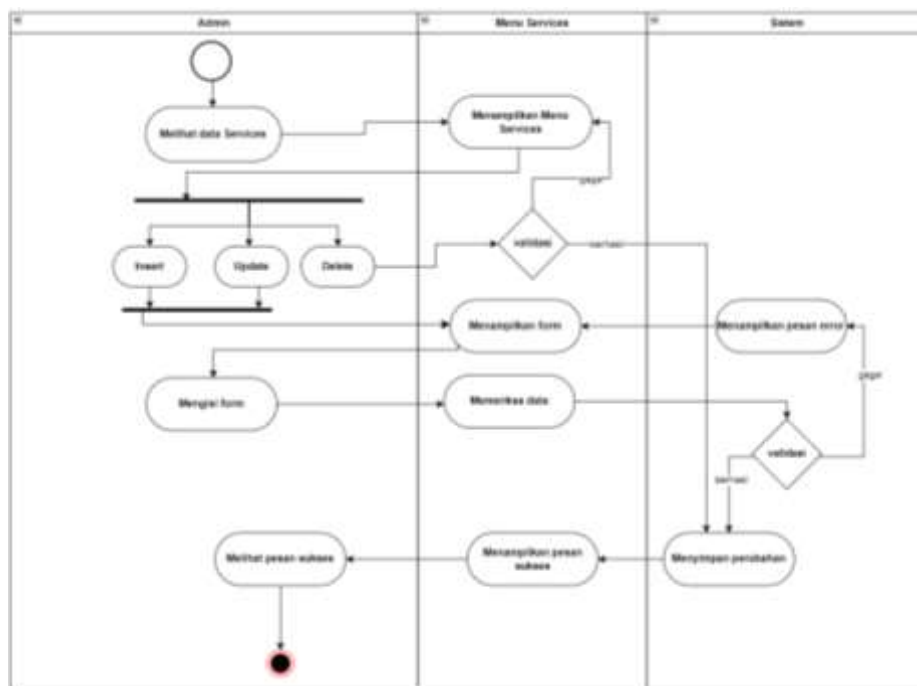 Admin
Menu Services
Sistem
Melihat data Services
Menampilkan Menu
Services
gagal
Insert
Update
Delete
validasi
berhasil
Menampilkan form
Menampilkan pesan error
gagal
Mengisi form
Memeriksa data
validasi
berhasil
Melihat pesan sukses
Menampilkan pesan
sukses
Menyimpan perubahan